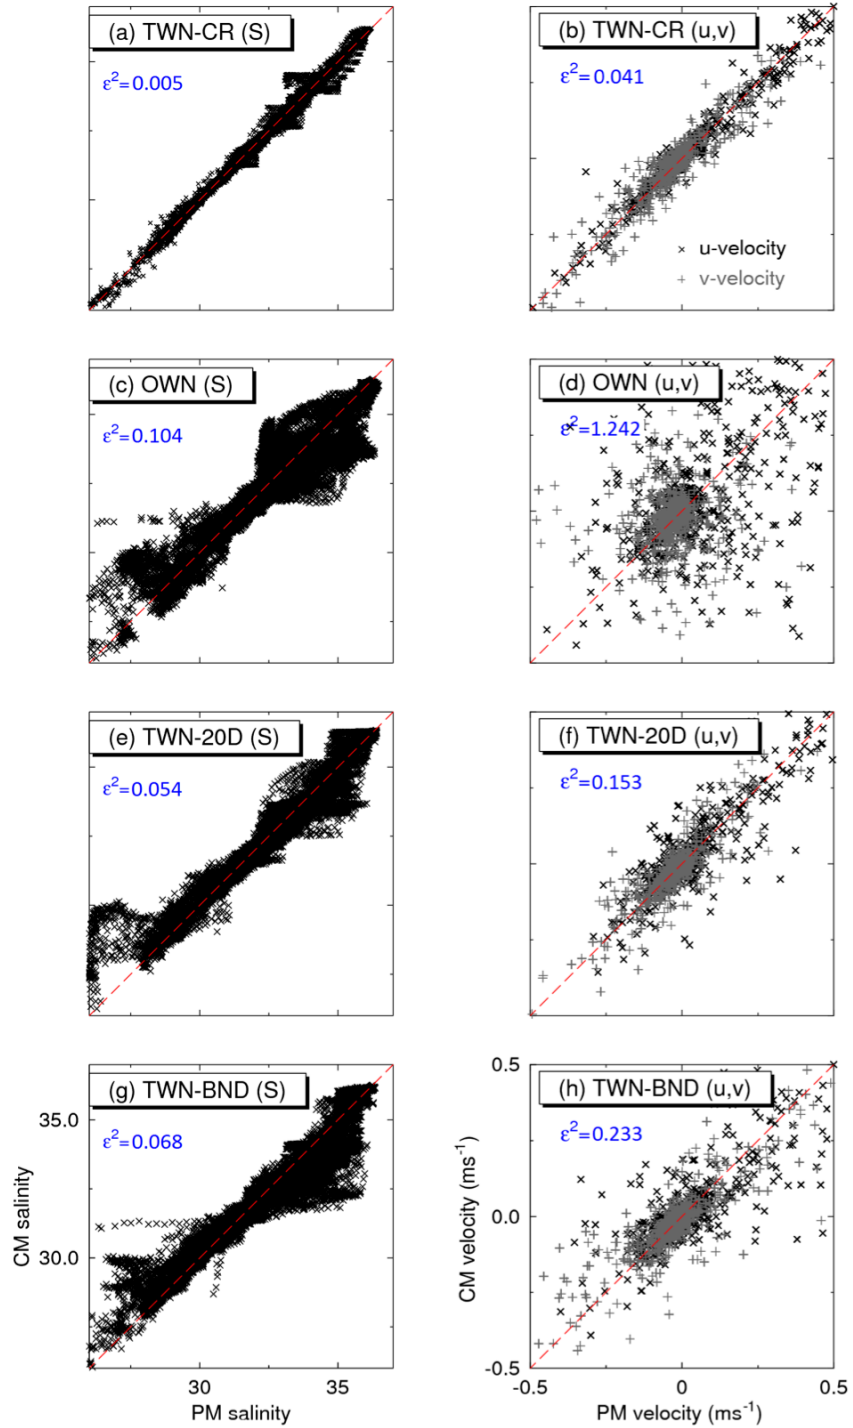 (a) TWN-CR (S)
ε²=0.005
(b) TWN-CR (u,v)
ε²=0.041
× u-velocity
+ v-velocity
(c) OWN (S)
ε²=0.104
(d) OWN (u,v)
ε²=1.242
(e) TWN-20D (S)
ε²=0.054
(f) TWN-20D (u,v)
ε²=0.153
(g) TWN-BND (S)
ε²=0.068
35.0
30.0
CM salinity
30
35
PM salinity
(h) TWN-BND (u,v)
ε²=0.233
0.5
0.0
-0.5
CM velocity (ms⁻¹)
-0.5
0
0.5
PM velocity (ms⁻¹)